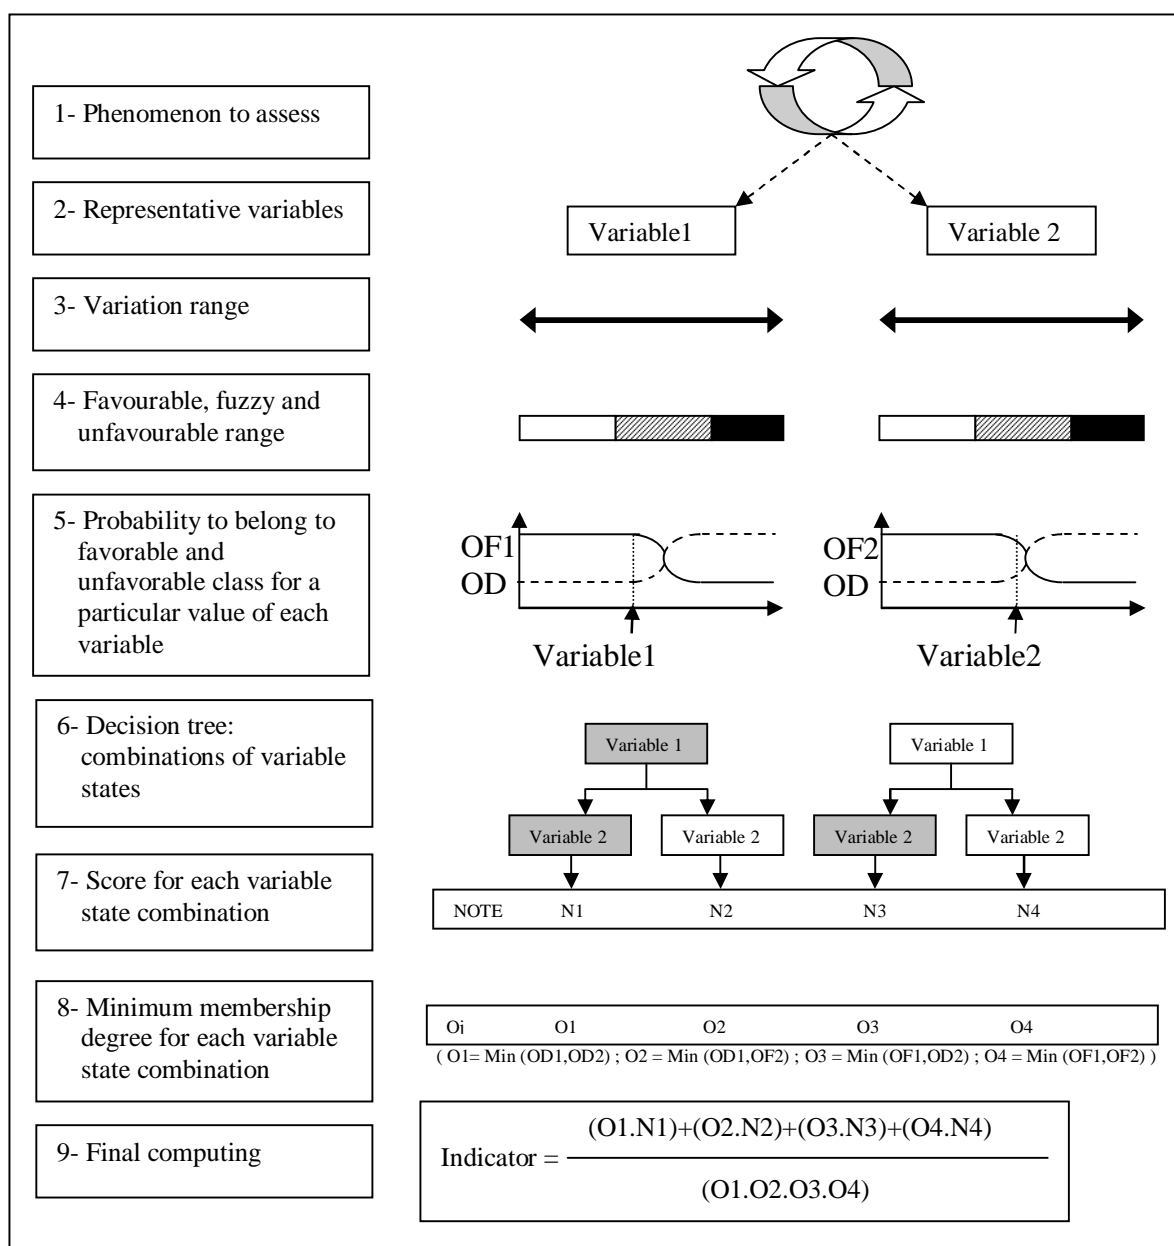 1- Phenomenon to assess
2- Representative variables
Variable1
Variable 2
3- Variation range
4- Favourable, fuzzy and
unfavourable range
5- Probability to belong to
favorable and
unfavorable class for a
particular value of each
variable
OF1
OD
Variable1
OF2
OD
Variable2
6- Decision tree:
combinations of variable
states
Variable 1
Variable 1
Variable 2
Variable 2
Variable 2
Variable 2
7- Score for each variable
state combination
NOTE N1 N2 N3 N4
8- Minimum membership
degree for each variable
state combination
Oj O1 O2 O3 O4
( O1= Min (OD1,OD2) ; O2 = Min (OD1,OF2) ; O3 = Min (OF1,OD2) ; O4 = Min (OF1,OF2) )
9- Final computing
(O1.N1)+(O2.N2)+(O3.N3)+(O4.N4)
Indicator =
(O1.O2.O3.O4)